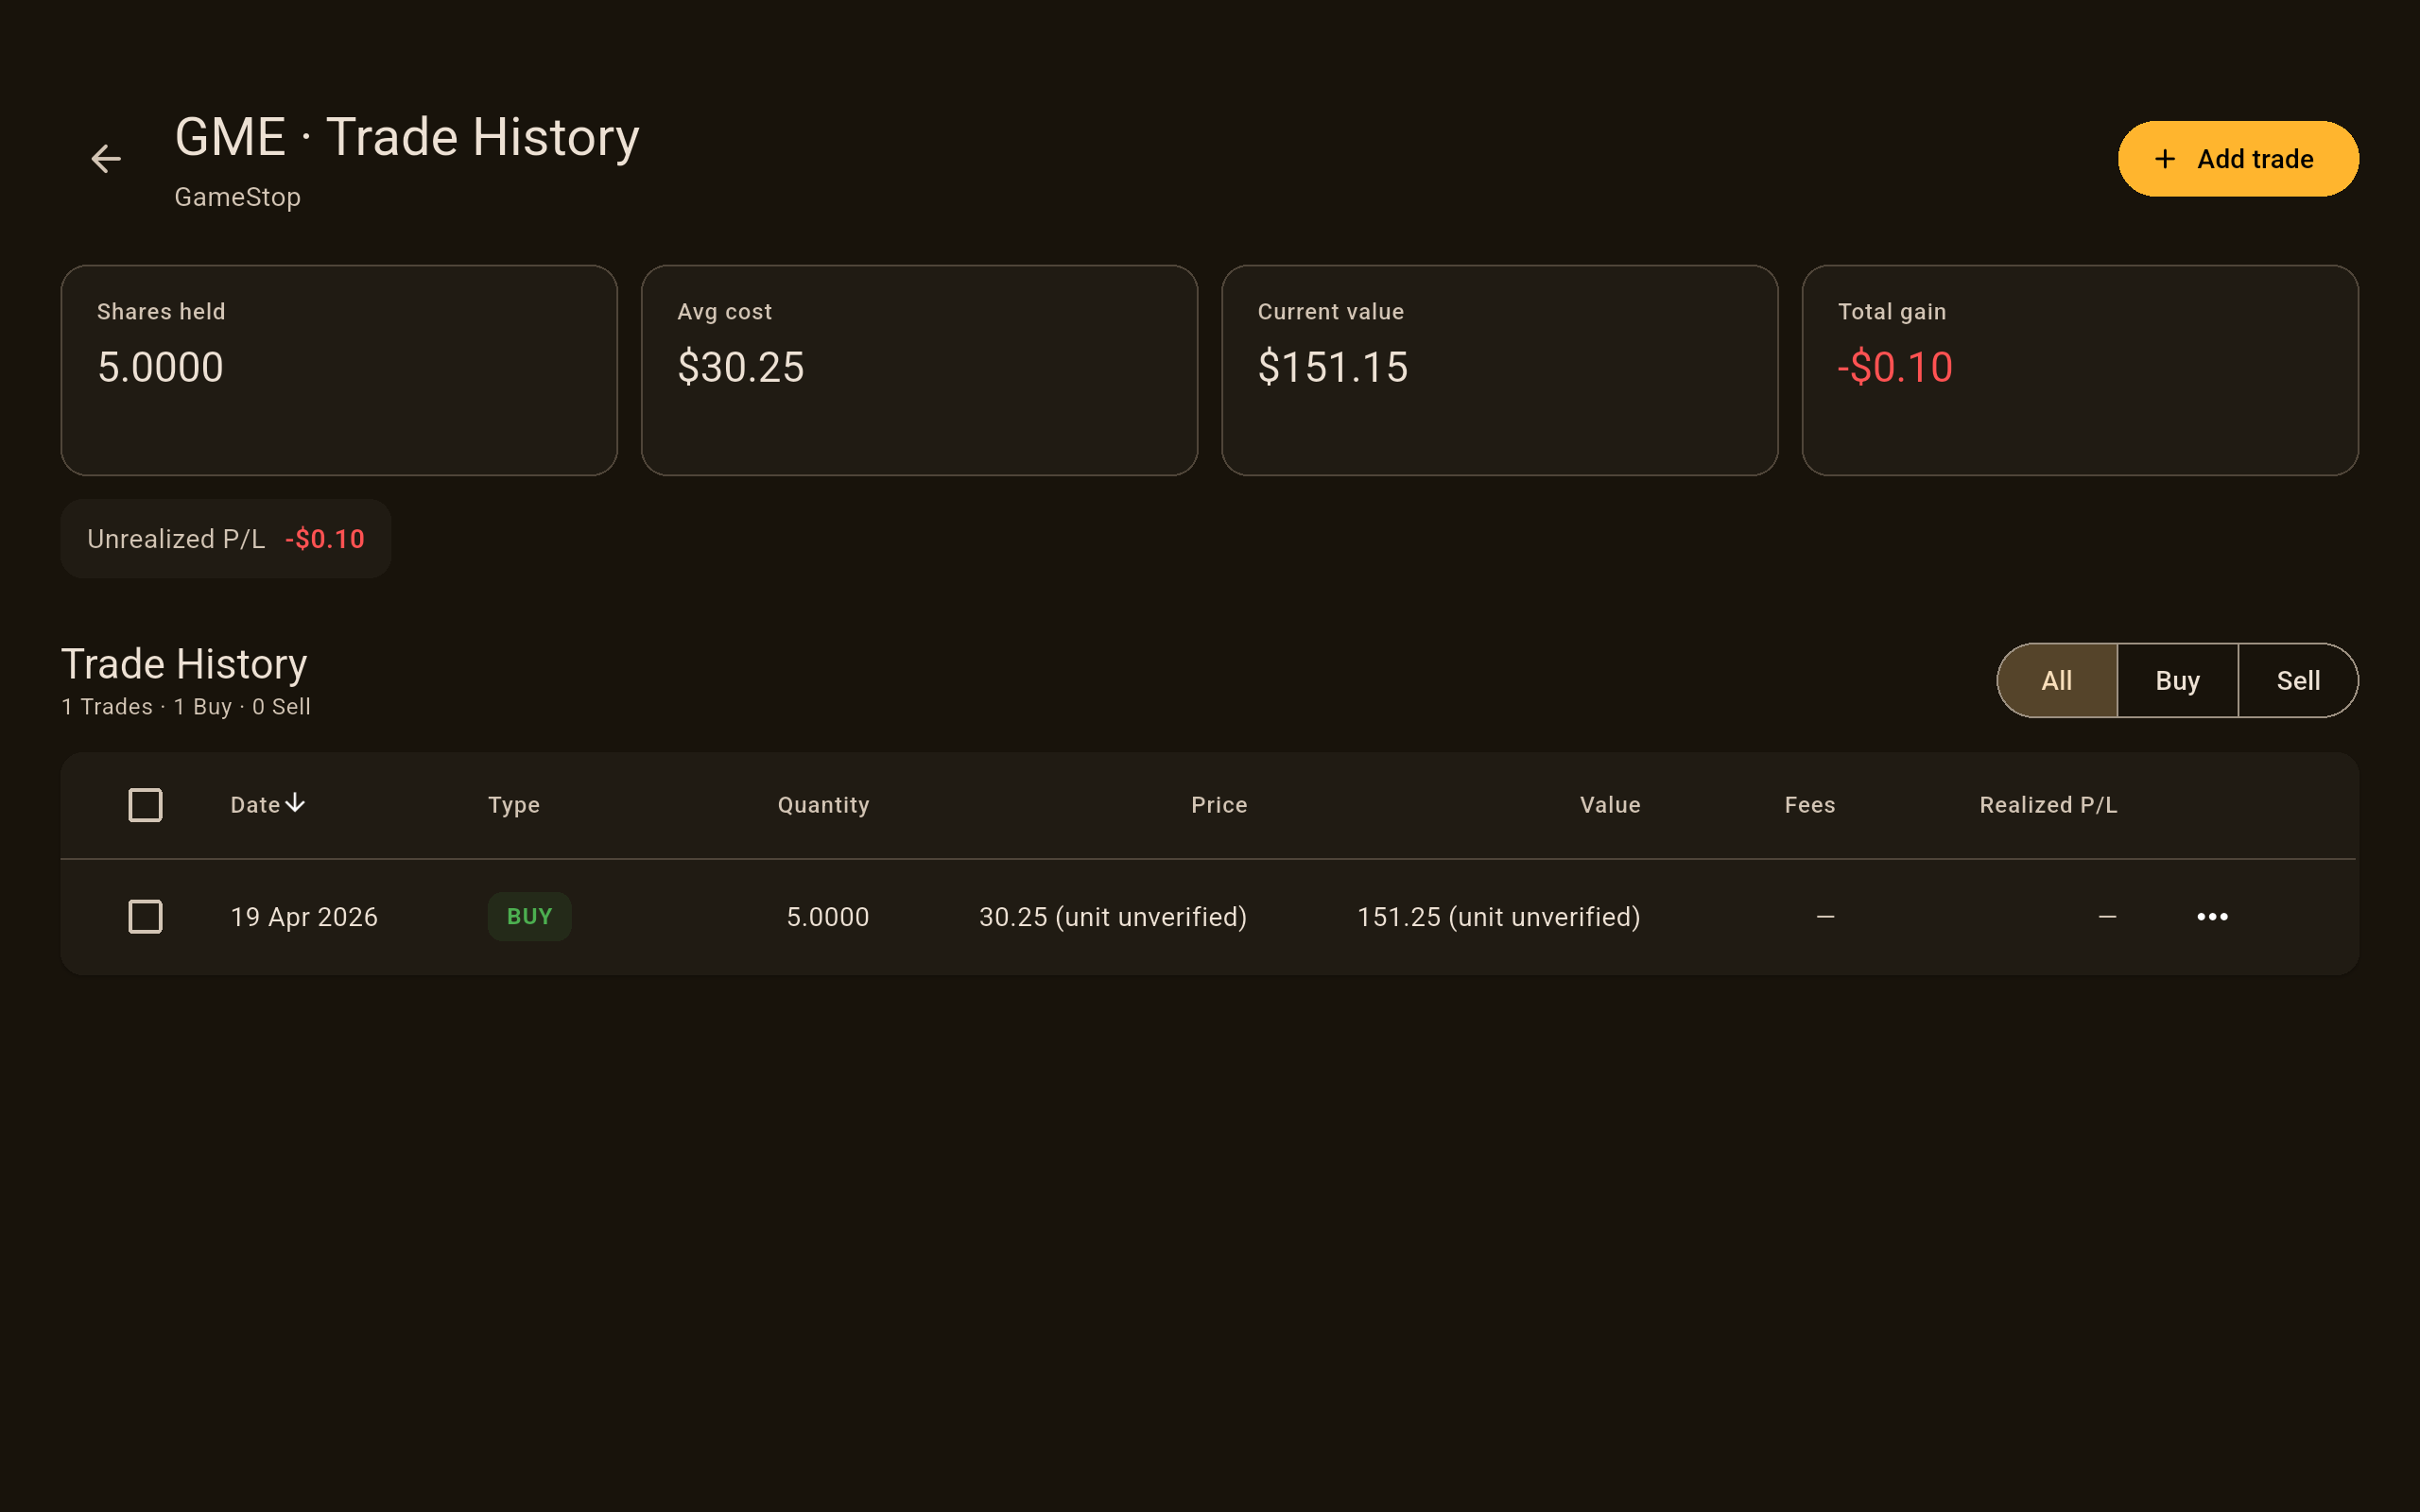 GME · Trade History
GameStop
Add trade
Shares held
5.0000
Avg cost
$30.25
Current value
$151.15
Total gain
-$0.10
Unrealized P/L -$0.10
Trade History
1 Trades · 1 Buy · 0 Sell
All Buy Sell
Date Type Quantity Price Value Fees Realized P/L
19 Apr 2026 BUY 5.0000 30.25 (unit unverified) 151.25 (unit unverified) — —